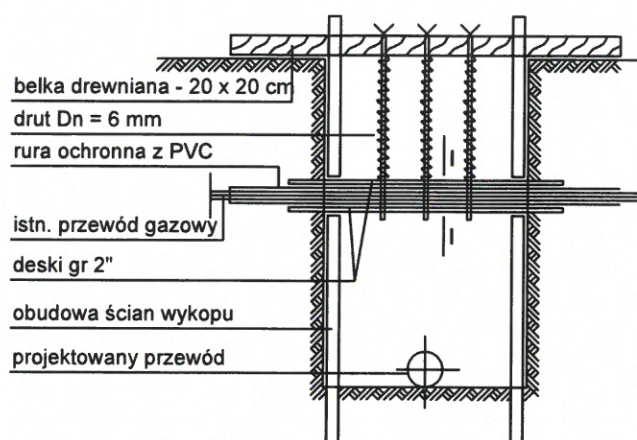 belka drewniana - 20 x 20 cm
drut Dn = 6 mm
rura ochronna z PVC
istn. przewód gazowy
deski gr 2"
obudowa ścian wykopu
projektowany przewód